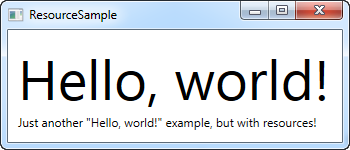 ResourceSample
Hello, world!
Just another "Hello, world!" example, but with resources!